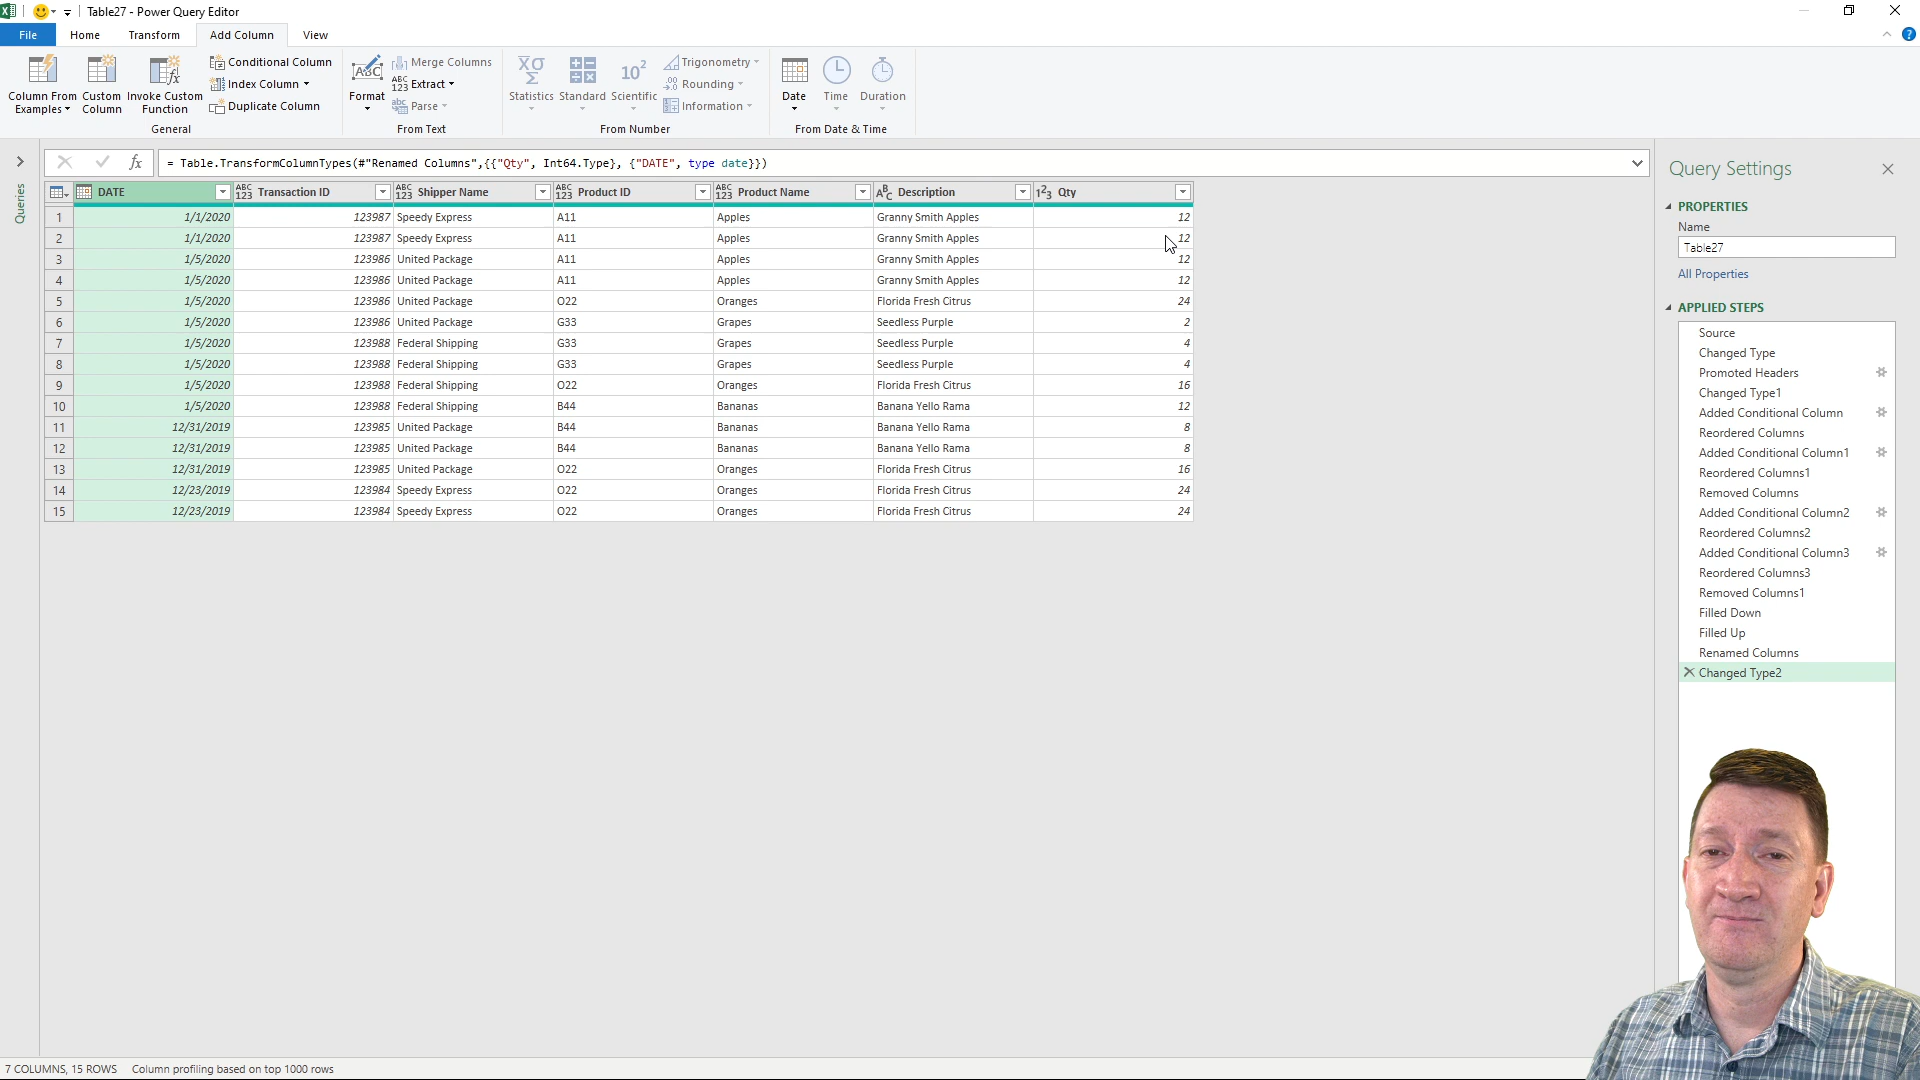 Table27 - Power Query Editor
File Home Transform Add Column View
Column From Examples
Custom Column
Invoke Custom Function
Conditional Column
Index Column
Duplicate Column
General
Format
Merge Columns
Extract
Parse
From Text
Statistics
Standard
Scientific
Trigonometry
Rounding
Information
From Number
Date
Time
Duration
From Date & Time
Queries
= Table.TransformColumnTypes(#"Renamed Columns",{{"Qty", Int64.Type}, {"DATE", type date}})
DATE Transaction ID Shipper Name Product ID Product Name Description Qty
1 1/1/2020 123987 Speedy Express A11 Apples Granny Smith Apples 12
2 1/1/2020 123987 Speedy Express A11 Apples Granny Smith Apples 12
3 1/5/2020 123986 United Package A11 Apples Granny Smith Apples 12
4 1/5/2020 123986 United Package A11 Apples Granny Smith Apples 12
5 1/5/2020 123986 United Package O22 Oranges Florida Fresh Citrus 24
6 1/5/2020 123986 United Package G33 Grapes Seedless Purple 2
7 1/5/2020 123988 Federal Shipping G33 Grapes Seedless Purple 4
8 1/5/2020 123988 Federal Shipping G33 Grapes Seedless Purple 4
9 1/5/2020 123988 Federal Shipping O22 Oranges Florida Fresh Citrus 16
10 1/5/2020 123988 Federal Shipping B44 Bananas Banana Yello Rama 12
11 12/31/2019 123985 United Package B44 Bananas Banana Yello Rama 8
12 12/31/2019 123985 United Package B44 Bananas Banana Yello Rama 8
13 12/31/2019 123985 United Package O22 Oranges Florida Fresh Citrus 16
14 12/23/2019 123984 Speedy Express O22 Oranges Florida Fresh Citrus 24
15 12/23/2019 123984 Speedy Express O22 Oranges Florida Fresh Citrus 24
Query Settings
PROPERTIES
Name
Table27
All Properties
APPLIED STEPS
Source
Changed Type
Promoted Headers
Changed Type1
Added Conditional Column
Reordered Columns
Added Conditional Column1
Reordered Columns1
Removed Columns
Added Conditional Column2
Reordered Columns2
Added Conditional Column3
Reordered Columns3
Removed Columns1
Filled Down
Filled Up
Renamed Columns
Changed Type2
7 COLUMNS, 15 ROWS Column profiling based on top 1000 rows